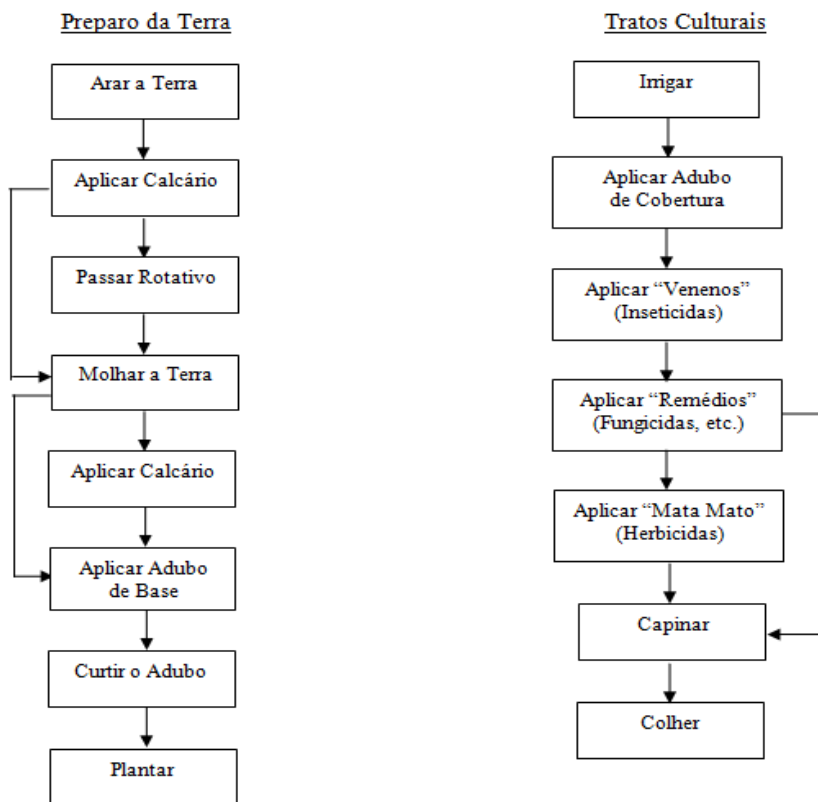 Preparo da Terra
Arar a Terra
Aplicar Calcário
Passar Rotativo
Molhar a Terra
Aplicar Calcário
Aplicar Adubo
de Base
Curtir o Adubo
Plantar
Tratos Culturais
Irrigar
Aplicar Adubo
de Cobertura
Aplicar “Venenos”
(Inseticidas)
Aplicar “Remédios”
(Fungicidas, etc.)
Aplicar “Mata Mato”
(Herbicidas)
Capinar
Colher